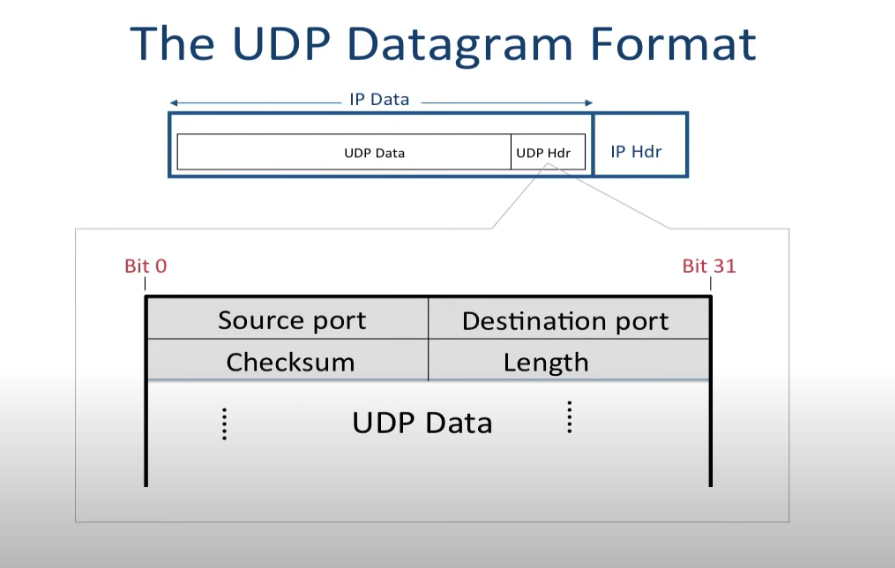 The UDP Datagram Format
IP Data
UDP Data UDP Hdr IP Hdr
Bit 0 Bit 31
Source port Destination port
Checksum Length
UDP Data